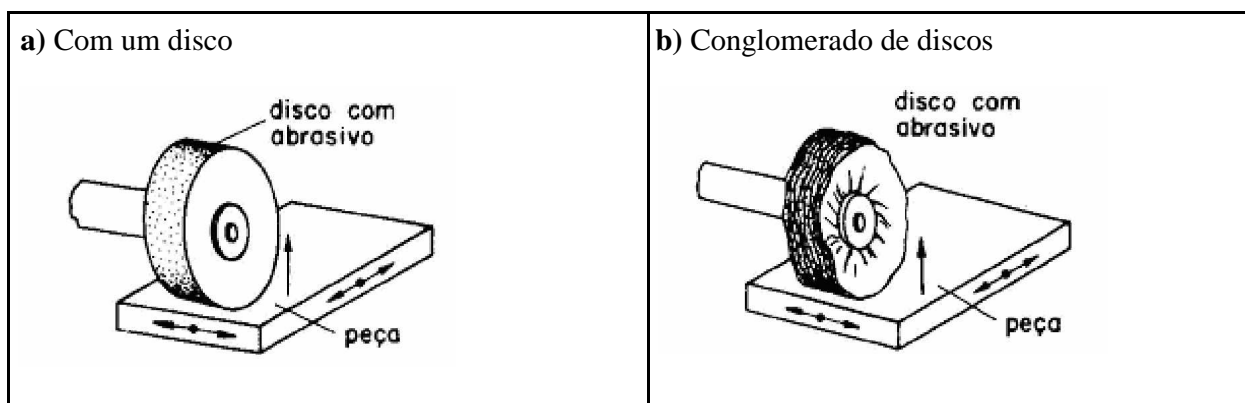 a) Com um disco
disco com
abrasivo
peça
b) Conglomerado de discos
disco com
abrasivo
peça